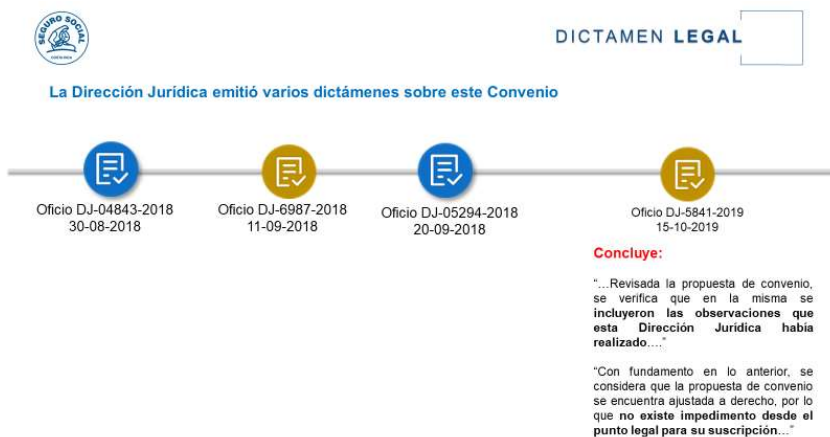 SEGURO SOCIAL
COSTA RICA
DICTAMEN LEGAL
La Dirección Jurídica emitió varios dictámenes sobre este Convenio
Oficio DJ-04843-2018
30-08-2018
Oficio DJ-6987-2018
11-09-2018
Oficio DJ-05294-2018
20-09-2018
Oficio DJ-5841-2019
15-10-2019
Concluye:
“…Revisada la propuesta de convenio,
se verifica que en la misma se
incluyeron las observaciones que
esta Dirección Jurídica había
realizado….”
“Con fundamento en lo anterior, se
considera que la propuesta de convenio
se encuentra ajustada a derecho, por lo
que no existe impedimento desde el
punto legal para su suscripción…”